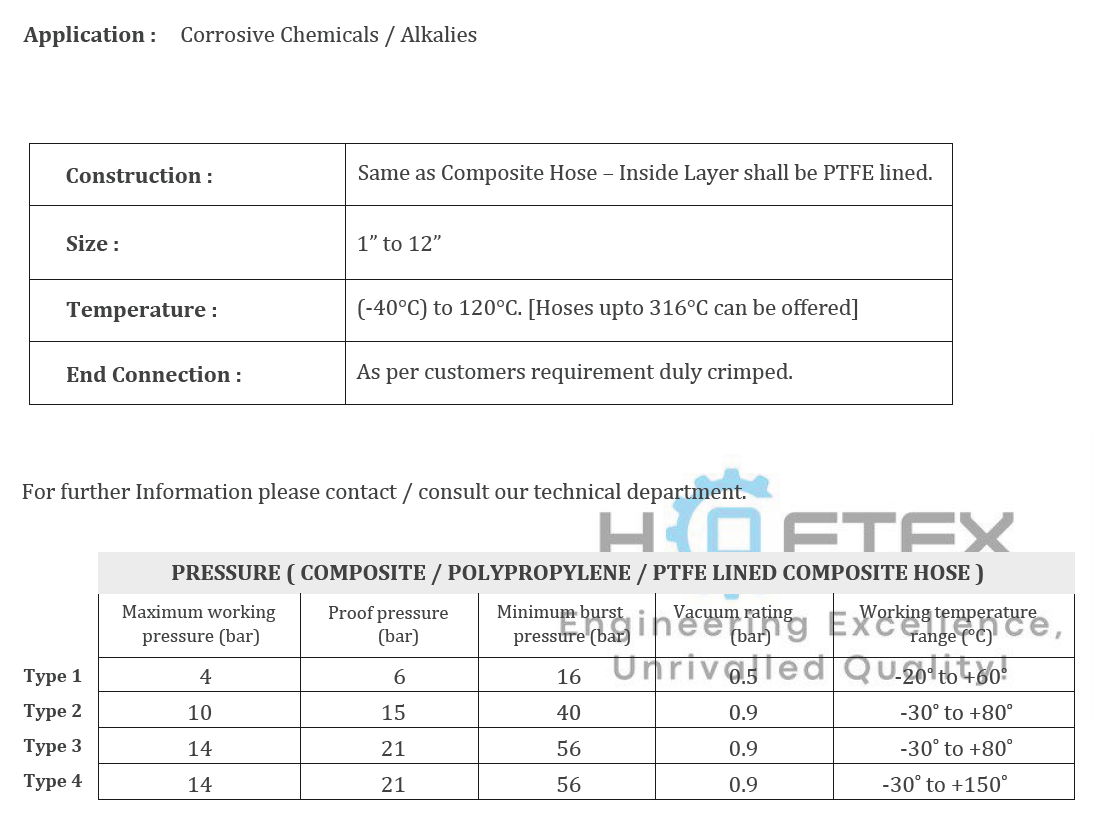 Application : Corrosive Chemicals / Alkalies
Construction : Same as Composite Hose – Inside Layer shall be PTFE lined.
Size : 1” to 12”
Temperature : (-40°C) to 120°C. [Hoses upto 316°C can be offered]
End Connection : As per customers requirement duly crimped.
For further Information please contact / consult our technical department.
PRESSURE ( COMPOSITE / POLYPROPYLENE / PTFE LINED COMPOSITE HOSE )
Maximum working pressure (bar) Proof pressure (bar) Minimum burst pressure (bar) Vacuum rating (bar) Working temperature range (°C)
Type 1 4 6 16 0.5 -20° to +60°
Type 2 10 15 40 0.9 -30° to +80°
Type 3 14 21 56 0.9 -30° to +80°
Type 4 14 21 56 0.9 -30° to +150°
Engineering Excellence,
Unrivalled Quality!